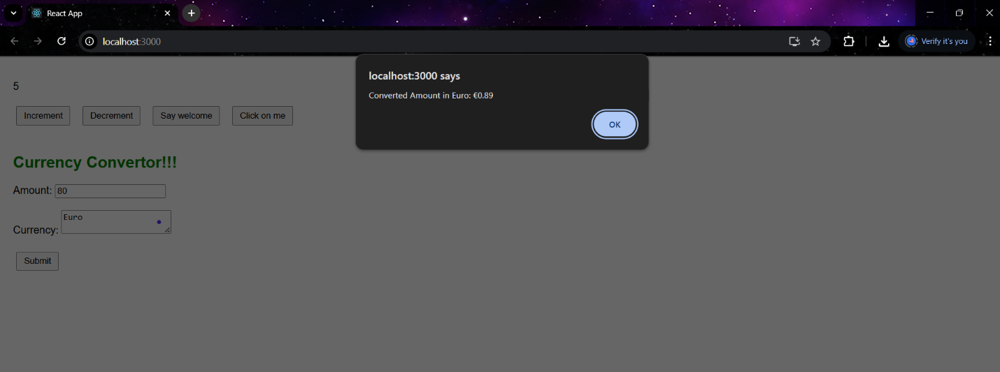 React App
localhost:3000
Verify it's you
localhost:3000 says
Converted Amount in Euro: €0.89
OK
5
Increment Decrement Say welcome Click on me
Currency Convertor!!!
Amount: 80
Currency: Euro
Submit